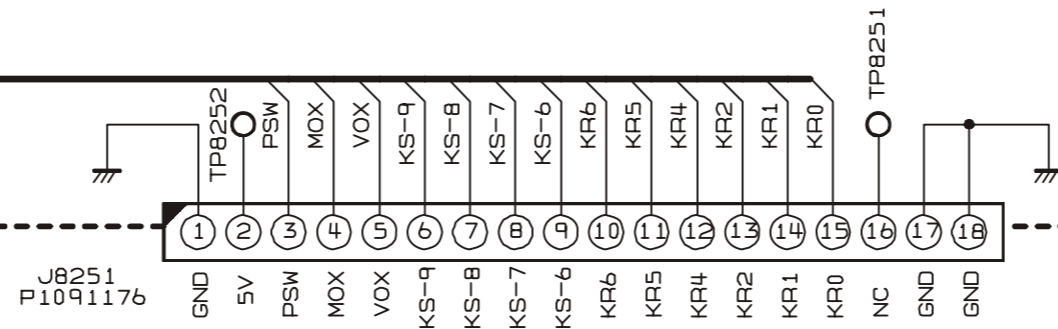 TP8252
PSW
MOX
VOX
KS-9
KS-8
KS-7
KS-6
KR6
KR5
KR4
KR2
KR1
KR0
TP8251
1 2 3 4 5 6 7 8 9 10 11 12 13 14 15 16 17 18
J8251
P1091176
GND
5V
PSW
MOX
VOX
KS-9
KS-8
KS-7
KS-6
KR6
KR5
KR4
KR2
KR1
KR0
NC
GND
GND